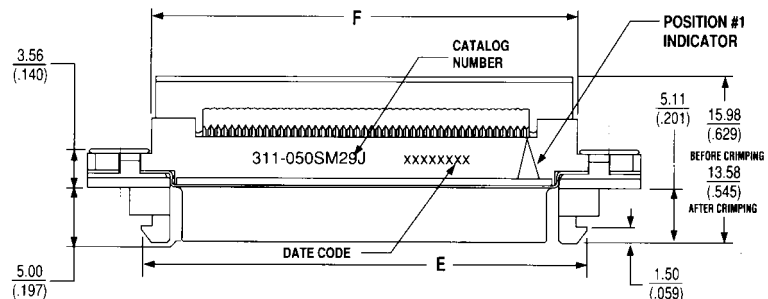 F
CATALOG
NUMBER
POSITION #1
INDICATOR
3.56
(.140)
5.11
(.201)
15.98
(.629)
BEFORE CRIMPING
13.58
(.545)
AFTER CRIMPING
311-050SM29J xxxxxxxx
DATE CODE
E
5.00
(.197)
1.50
(.059)